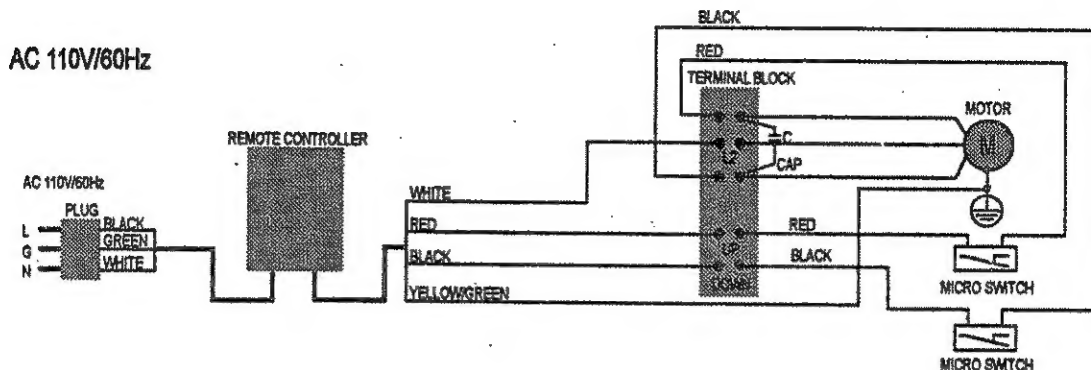 BLACK
AC 110V/60Hz
RED
TERMINAL BLOCK
MOTOR
REMOTE CONTROLLER
C
M
CAP
AC 110V/60Hz
WHITE
PLUG
BLACK
L
RED
RED
GREEN
G
UP
WHITE
BLACK
BLACK
N
DOWN
YELLOW/GREEN
MICRO SWITCH
MICRO SWITCH